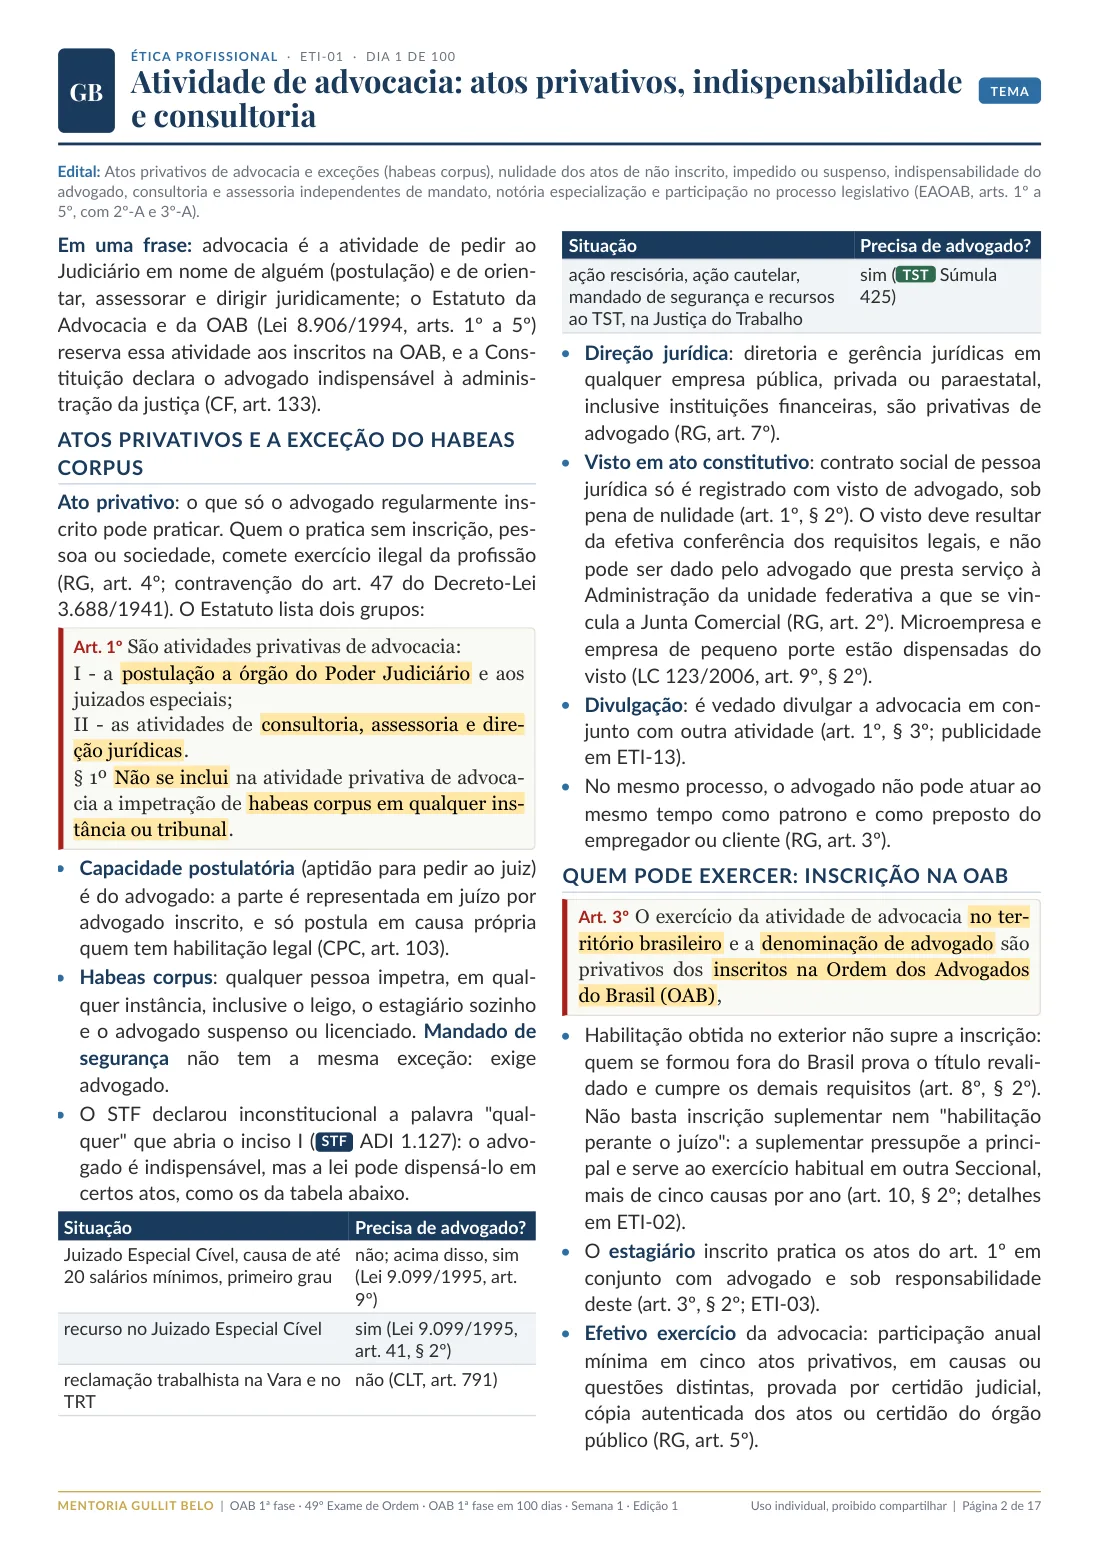 GB
ÉTICA PROFISSIONAL · ETI-01 · DIA 1 DE 100
Atividade de advocacia: atos privativos, indispensabilidade
e consultoria
TEMA
Edital: Atos privativos de advocacia e exceções (habeas corpus), nulidade dos atos de não inscrito, impedido ou suspenso, indispensabilidade do
advogado, consultoria e assessoria independentes de mandato, notória especialização e participação no processo legislativo (EAOAB, arts. 1º a
5º, com 2º-A e 3º-A).
Em uma frase: advocacia é a atividade de pedir ao
Judiciário em nome de alguém (postulação) e de orien-
tar, assessorar e dirigir juridicamente; o Estatuto da
Advocacia e da OAB (Lei 8.906/1994, arts. 1º a 5º)
reserva essa atividade aos inscritos na OAB, e a Cons-
tituição declara o advogado indispensável à adminis-
tração da justiça (CF, art. 133).
ATOS PRIVATIVOS E A EXCEÇÃO DO HABEAS
CORPUS
Ato privativo: o que só o advogado regularmente ins-
crito pode praticar. Quem o pratica sem inscrição, pes-
soa ou sociedade, comete exercício ilegal da profissão
(RG, art. 4º; contravenção do art. 47 do Decreto-Lei
3.688/1941). O Estatuto lista dois grupos:
Art. 1º São atividades privativas de advocacia:
I - a postulação a órgão do Poder Judiciário e aos
juizados especiais;
II - as atividades de consultoria, assessoria e dire-
ção jurídicas.
§ 1º Não se inclui na atividade privativa de advoca-
cia a impetração de habeas corpus em qualquer ins-
tância ou tribunal.
• Capacidade postulatória (aptidão para pedir ao juiz)
é do advogado: a parte é representada em juízo por
advogado inscrito, e só postula em causa própria
quem tem habilitação legal (CPC, art. 103).
• Habeas corpus: qualquer pessoa impetra, em qual-
quer instância, inclusive o leigo, o estagiário sozinho
e o advogado suspenso ou licenciado. Mandado de
segurança não tem a mesma exceção: exige
advogado.
• O STF declarou inconstitucional a palavra "qual-
quer" que abria o inciso I (STF ADI 1.127): o advo-
gado é indispensável, mas a lei pode dispensá-lo em
certos atos, como os da tabela abaixo.
Situação Precisa de advogado?
Juizado Especial Cível, causa de até não; acima disso, sim
20 salários mínimos, primeiro grau (Lei 9.099/1995, art.
9º)
recurso no Juizado Especial Cível sim (Lei 9.099/1995,
art. 41, § 2º)
reclamação trabalhista na Vara e no não (CLT, art. 791)
TRT
Situação Precisa de advogado?
ação rescisória, ação cautelar, sim (TST Súmula
mandado de segurança e recursos 425)
ao TST, na Justiça do Trabalho
• Direção jurídica: diretoria e gerência jurídicas em
qualquer empresa pública, privada ou paraestatal,
inclusive instituições financeiras, são privativas de
advogado (RG, art. 7º).
• Visto em ato constitutivo: contrato social de pessoa
jurídica só é registrado com visto de advogado, sob
pena de nulidade (art. 1º, § 2º). O visto deve resultar
da efetiva conferência dos requisitos legais, e não
pode ser dado pelo advogado que presta serviço à
Administração da unidade federativa a que se vin-
cula a Junta Comercial (RG, art. 2º). Microempresa e
empresa de pequeno porte estão dispensadas do
visto (LC 123/2006, art. 9º, § 2º).
• Divulgação: é vedado divulgar a advocacia em con-
junto com outra atividade (art. 1º, § 3º; publicidade
em ETI-13).
• No mesmo processo, o advogado não pode atuar ao
mesmo tempo como patrono e como preposto do
empregador ou cliente (RG, art. 3º).
QUEM PODE EXERCER: INSCRIÇÃO NA OAB
Art. 3º O exercício da atividade de advocacia no ter-
ritório brasileiro e a denominação de advogado são
privativos dos inscritos na Ordem dos Advogados
do Brasil (OAB),
• Habilitação obtida no exterior não supre a inscrição:
quem se formou fora do Brasil prova o título revali-
dado e cumpre os demais requisitos (art. 8º, § 2º).
Não basta inscrição suplementar nem "habilitação
perante o juízo": a suplementar pressupõe a princi-
pal e serve ao exercício habitual em outra Seccional,
mais de cinco causas por ano (art. 10, § 2º; detalhes
em ETI-02).
• O estagiário inscrito pratica os atos do art. 1º em
conjunto com advogado e sob responsabilidade
deste (art. 3º, § 2º; ETI-03).
• Efetivo exercício da advocacia: participação anual
mínima em cinco atos privativos, em causas ou
questões distintas, provada por certidão judicial,
cópia autenticada dos atos ou certidão do órgão
público (RG, art. 5º).
MENTORIA GULLIT BELO | OAB 1ª fase · 49º Exame de Ordem · OAB 1ª fase em 100 dias · Semana 1 · Edição 1 Uso individual, proibido compartilhar | Página 2 de 17